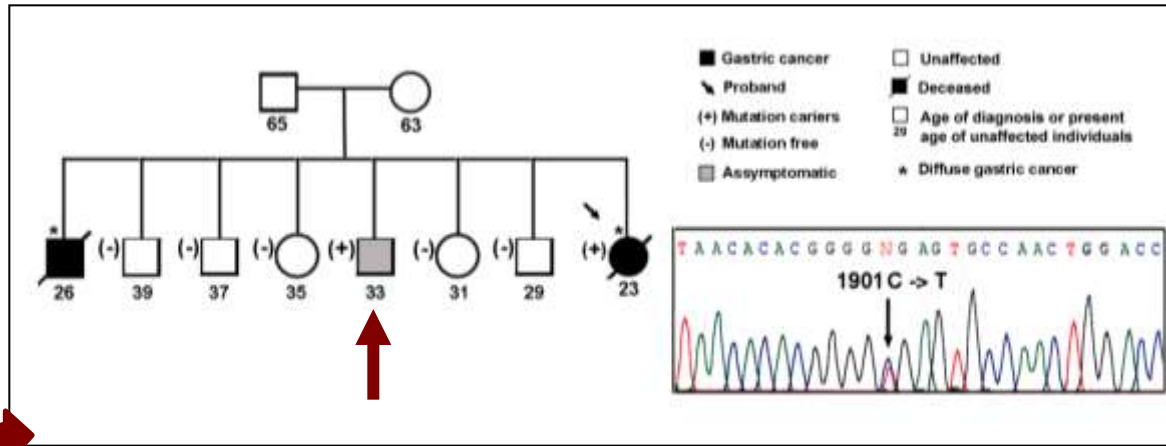 65
63
*
*
(-)
(-)
(-)
(+)
(-)
(-)
(+)
26
39
37
35
33
31
29
23
Gastric cancer
Proband
(+) Mutation cariers
(-) Mutation free
Assymptomatic
Unaffected
Deceased
29
Age of diagnosis or present
age of unaffected individuals
* Diffuse gastric cancer
T A A C A C A C G G G G N G A G T G C C A A C T G G A C C
1901 C -> T